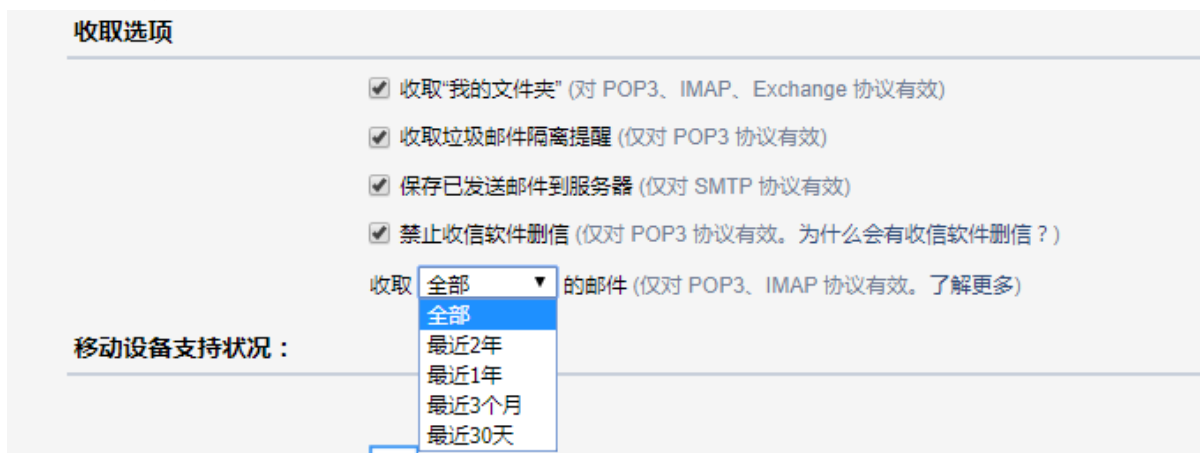 收取选项
收取“我的文件夹” (对 POP3、IMAP、Exchange 协议有效)
收取垃圾邮件隔离提醒 (仅对 POP3 协议有效)
保存已发送邮件到服务器 (仅对 SMTP 协议有效)
禁止收信软件删信 (仅对 POP3 协议有效。为什么会有收信软件删信？)
收取 全部 的邮件 (仅对 POP3、IMAP 协议有效。了解更多)
全部
最近2年
移动设备支持状况：
最近1年
最近3个月
最近30天